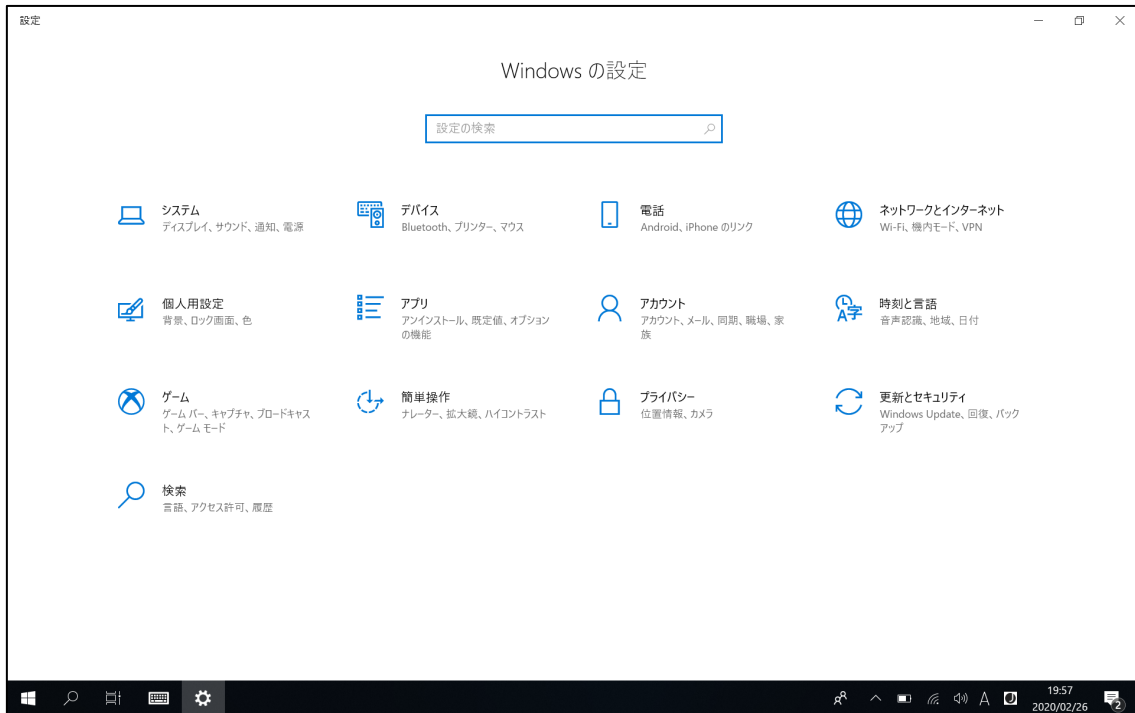 設定
Windows の設定
設定の検索
システム
ディスプレイ、サウンド、通知、電源
デバイス
Bluetooth、プリンター、マウス
電話
Android、iPhone のリンク
ネットワークとインターネット
Wi-Fi、機内モード、VPN
個人用設定
背景、ロック画面、色
アプリ
アンインストール、既定値、オプション
の機能
アカウント
アカウント、メール、同期、職場、家
族
時刻と言語
音声認識、地域、日付
ゲーム
ゲーム バー、キャプチャ、ブロードキャス
ト、ゲーム モード
簡単操作
ナレーター、拡大鏡、ハイコントラスト
プライバシー
位置情報、カメラ
更新とセキュリティ
Windows Update、回復、バック
アップ
検索
言語、アクセス許可、履歴
A
19:57
2020/02/26
2